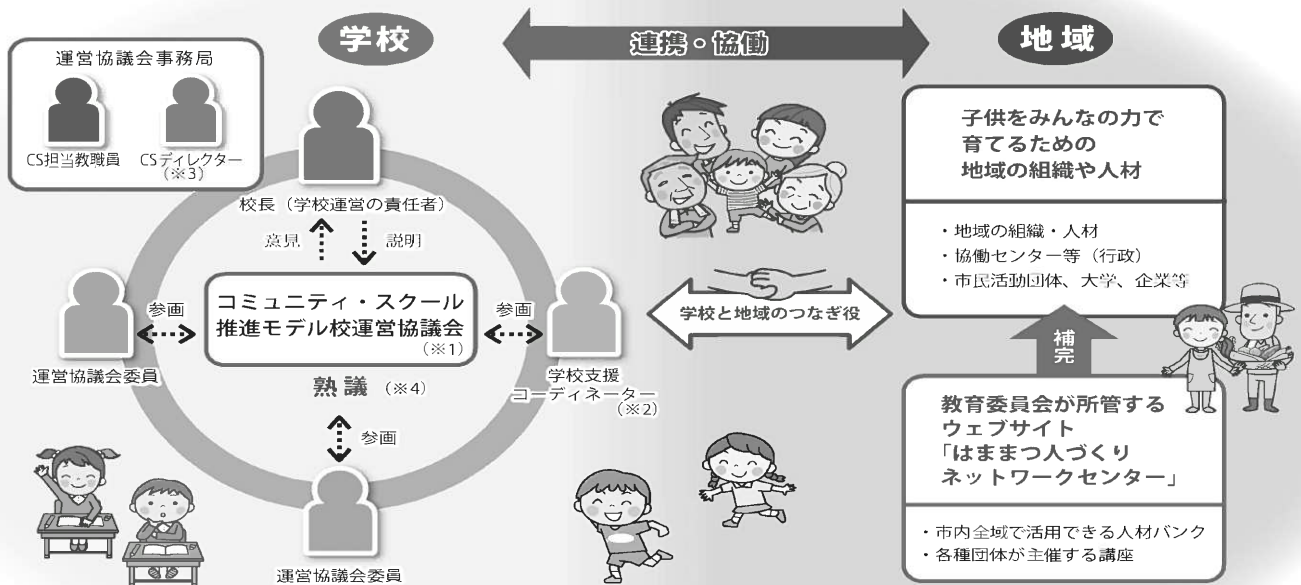 学校
連携・協働
地域
運営協議会事務局
CS担当教職員
CSディレクター
(※3)
校長（学校運営の責任者）
意見
説明
参画
コミュニティ・スクール
推進モデル校運営協議会
(※1)
参画
運営協議会委員
熟議 (※4)
学校支援
コーディネーター
(※2)
参画
運営協議会委員
学校と地域のつなぎ役
子供をみんなの力で
育てるための
地域の組織や人材
・地域の組織・人材
・協働センター等（行政）
・市民活動団体、大学、企業等
補完
教育委員会が所管する
ウェブサイト
「はままつ人づくり
ネットワークセンター」
・市内全域で活用できる人材バンク
・各種団体が主催する講座